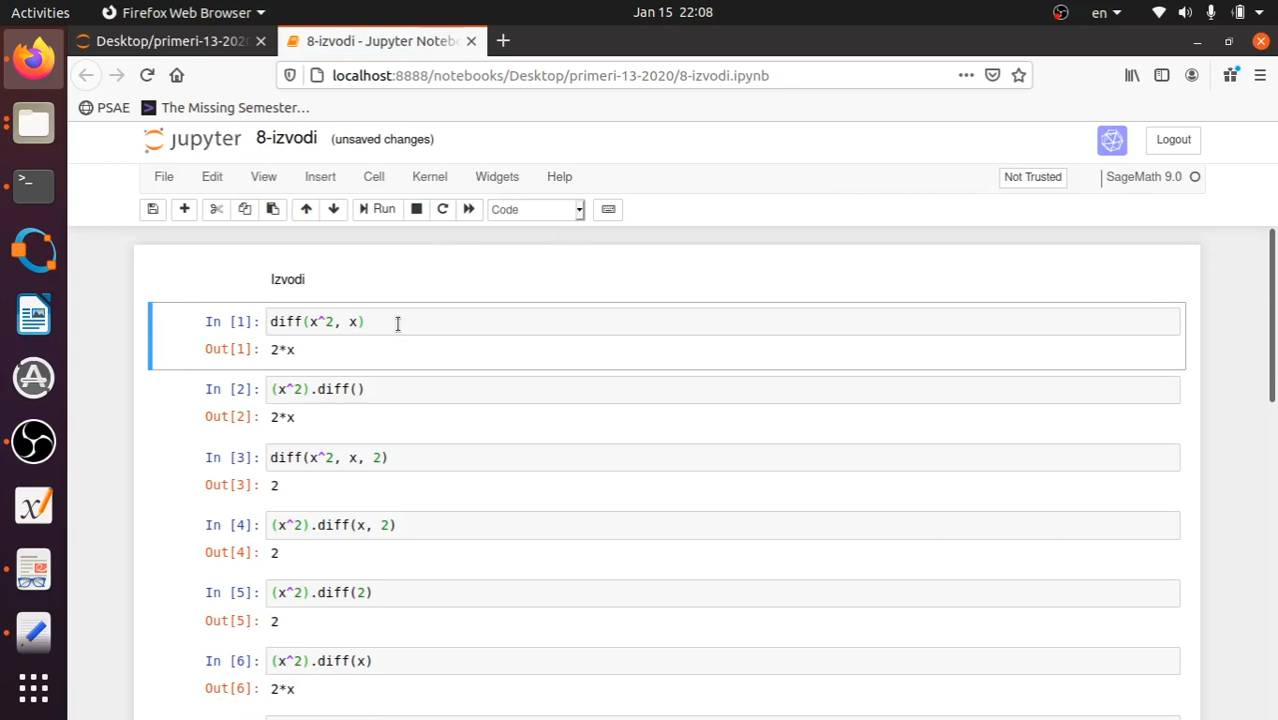 Activities
Firefox Web Browser
Jan 15 22:08
en
Desktop/primeri-13-202
8-izvodi - Jupyter Noteb
localhost:8888/notebooks/Desktop/primeri-13-2020/8-izvodi.ipynb
PSAE
The Missing Semester…
jupyter
8-izvodi
(unsaved changes)
Logout
File
Edit
View
Insert
Cell
Kernel
Widgets
Help
Not Trusted
SageMath 9.0
Run
Code
Izvodi
In [1]: diff(x^2, x)
Out[1]: 2*x
In [2]: (x^2).diff()
Out[2]: 2*x
In [3]: diff(x^2, x, 2)
Out[3]: 2
In [4]: (x^2).diff(x, 2)
Out[4]: 2
In [5]: (x^2).diff(2)
Out[5]: 2
In [6]: (x^2).diff(x)
Out[6]: 2*x